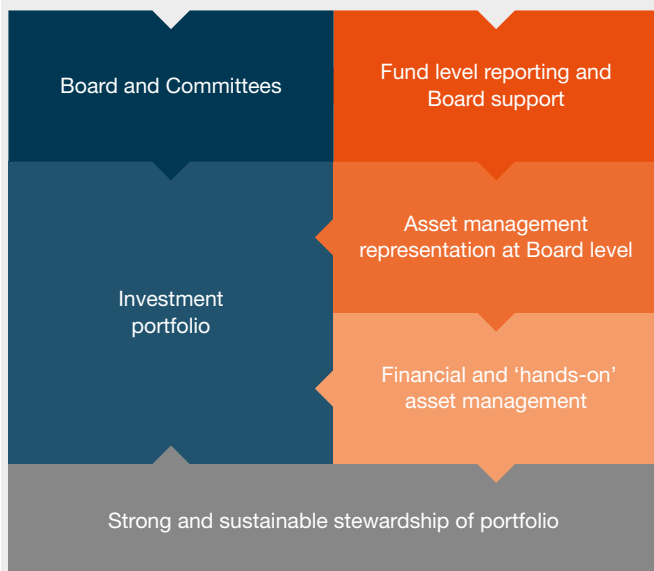 Board and Committees
Fund level reporting and
Board support
Asset management
representation at Board level
Investment
portfolio
Financial and ‘hands-on’
asset management
Strong and sustainable stewardship of portfolio